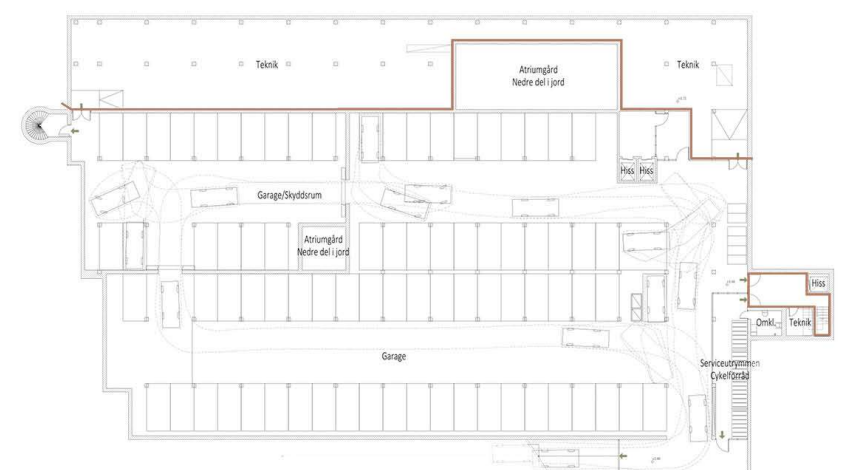 Teknik
Atriumgård
Nedre del i jord
Teknik
Hiss
Hiss
Garage/Skyddsrum
Atriumgård
Nedre del i jord
Hiss
Omkl.
Teknik
Garage
Serviceutrymmen
Cykelförråd